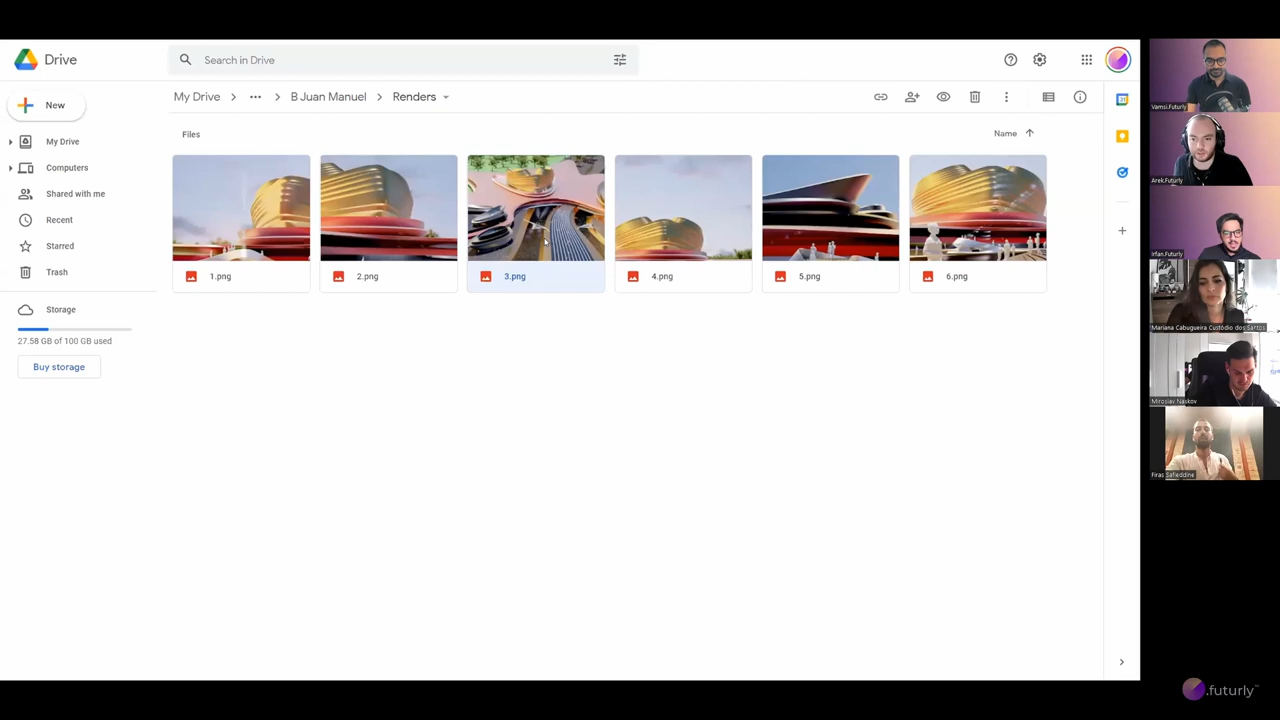 Drive
Search in Drive
New
My Drive
Computers
Shared with me
Recent
Starred
Trash
Storage
27.58 GB of 100 GB used
Buy storage
My Drive
B Juan Manuel
Renders
Files
Name
1.png
2.png
3.png
4.png
5.png
6.png
31
Vamsi.Futurly
Arek.Futurly
Irfan.Futurly
Mariana Cabugueira Custódio dos Santos
Miroslav Naskov
Firas Safieddine
.futurly™